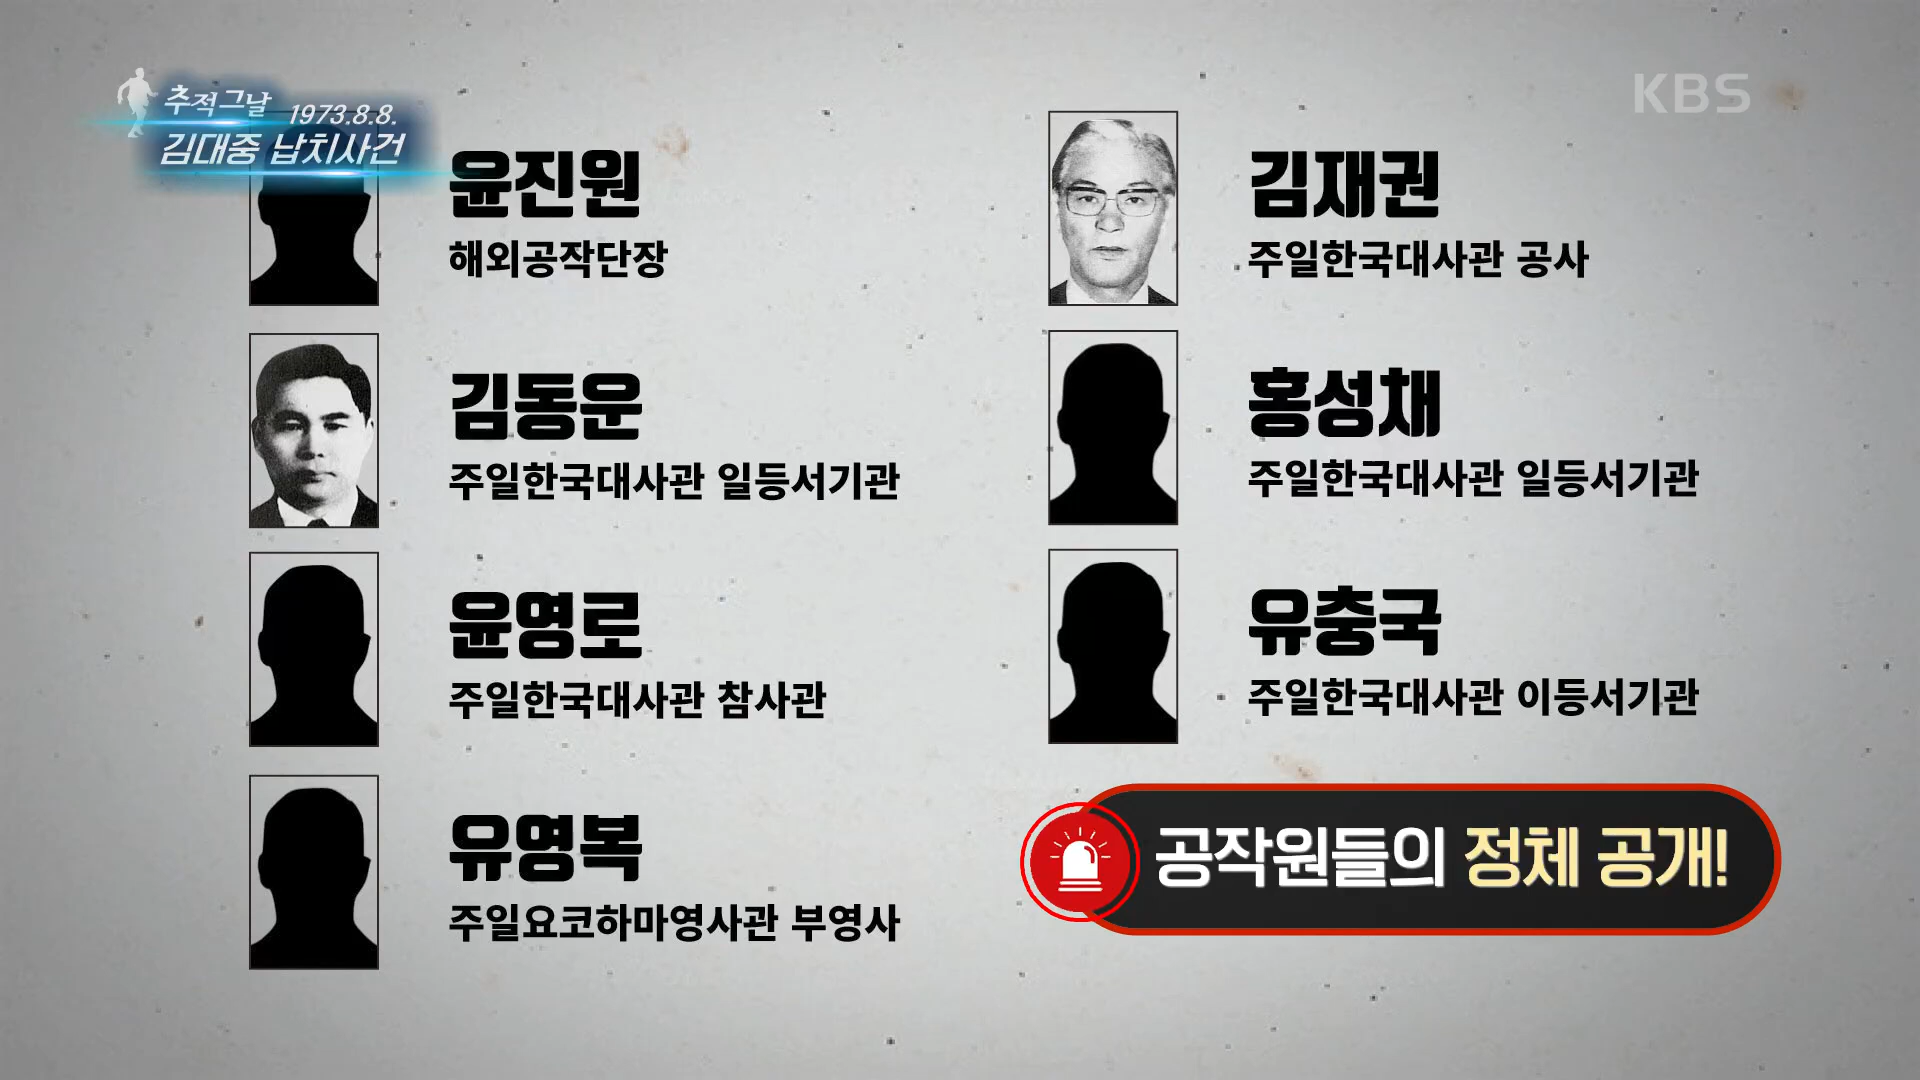 추적 그날
1973.8.8.
김대중 납치사건
KBS
윤진원
해외공작단장
김재권
주일한국대사관 공사
김동운
주일한국대사관 일등서기관
홍성채
주일한국대사관 일등서기관
윤영로
주일한국대사관 참사관
유충국
주일한국대사관 이등서기관
유영복
주일요코하마영사관 부영사
공작원들의 정체 공개!